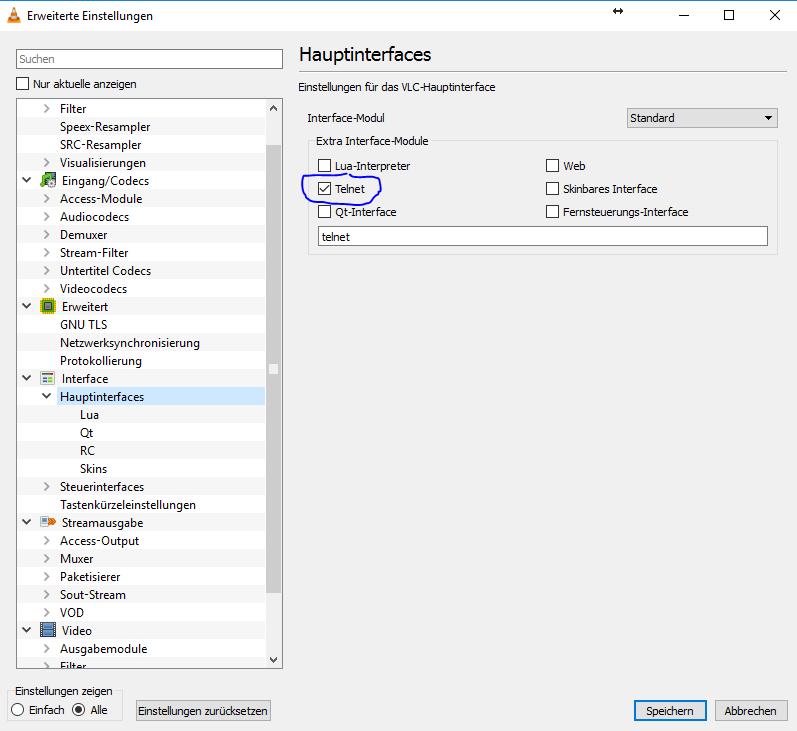 Erweiterte Einstellungen
Suchen
Nur aktuelle anzeigen
Filter
Speex-Resampler
SRC-Resampler
Visualisierungen
Eingang/Codecs
Access-Module
Audiocodecs
Demuxer
Stream-Filter
Untertitel Codecs
Videocodecs
Erweitert
GNU TLS
Netzwerksynchronisierung
Protokollierung
Interface
Hauptinterfaces
Lua
Qt
RC
Skins
Steuerinterfaces
Tastenkürzeleinstellungen
Streamausgabe
Access-Output
Muxer
Paketisierer
Sout-Stream
VOD
Video
Ausgabemodule
Filter
Hauptinterfaces
Einstellungen für das VLC-Hauptinterface
Interface-Modul Standard
Extra Interface-Module
Lua-Interpreter Web
Telnet Skinbares Interface
Qt-Interface Fernsteuerungs-Interface
telnet
Einstellungen zeigen
Einfach Alle Einstellungen zurücksetzen Speichern Abbrechen